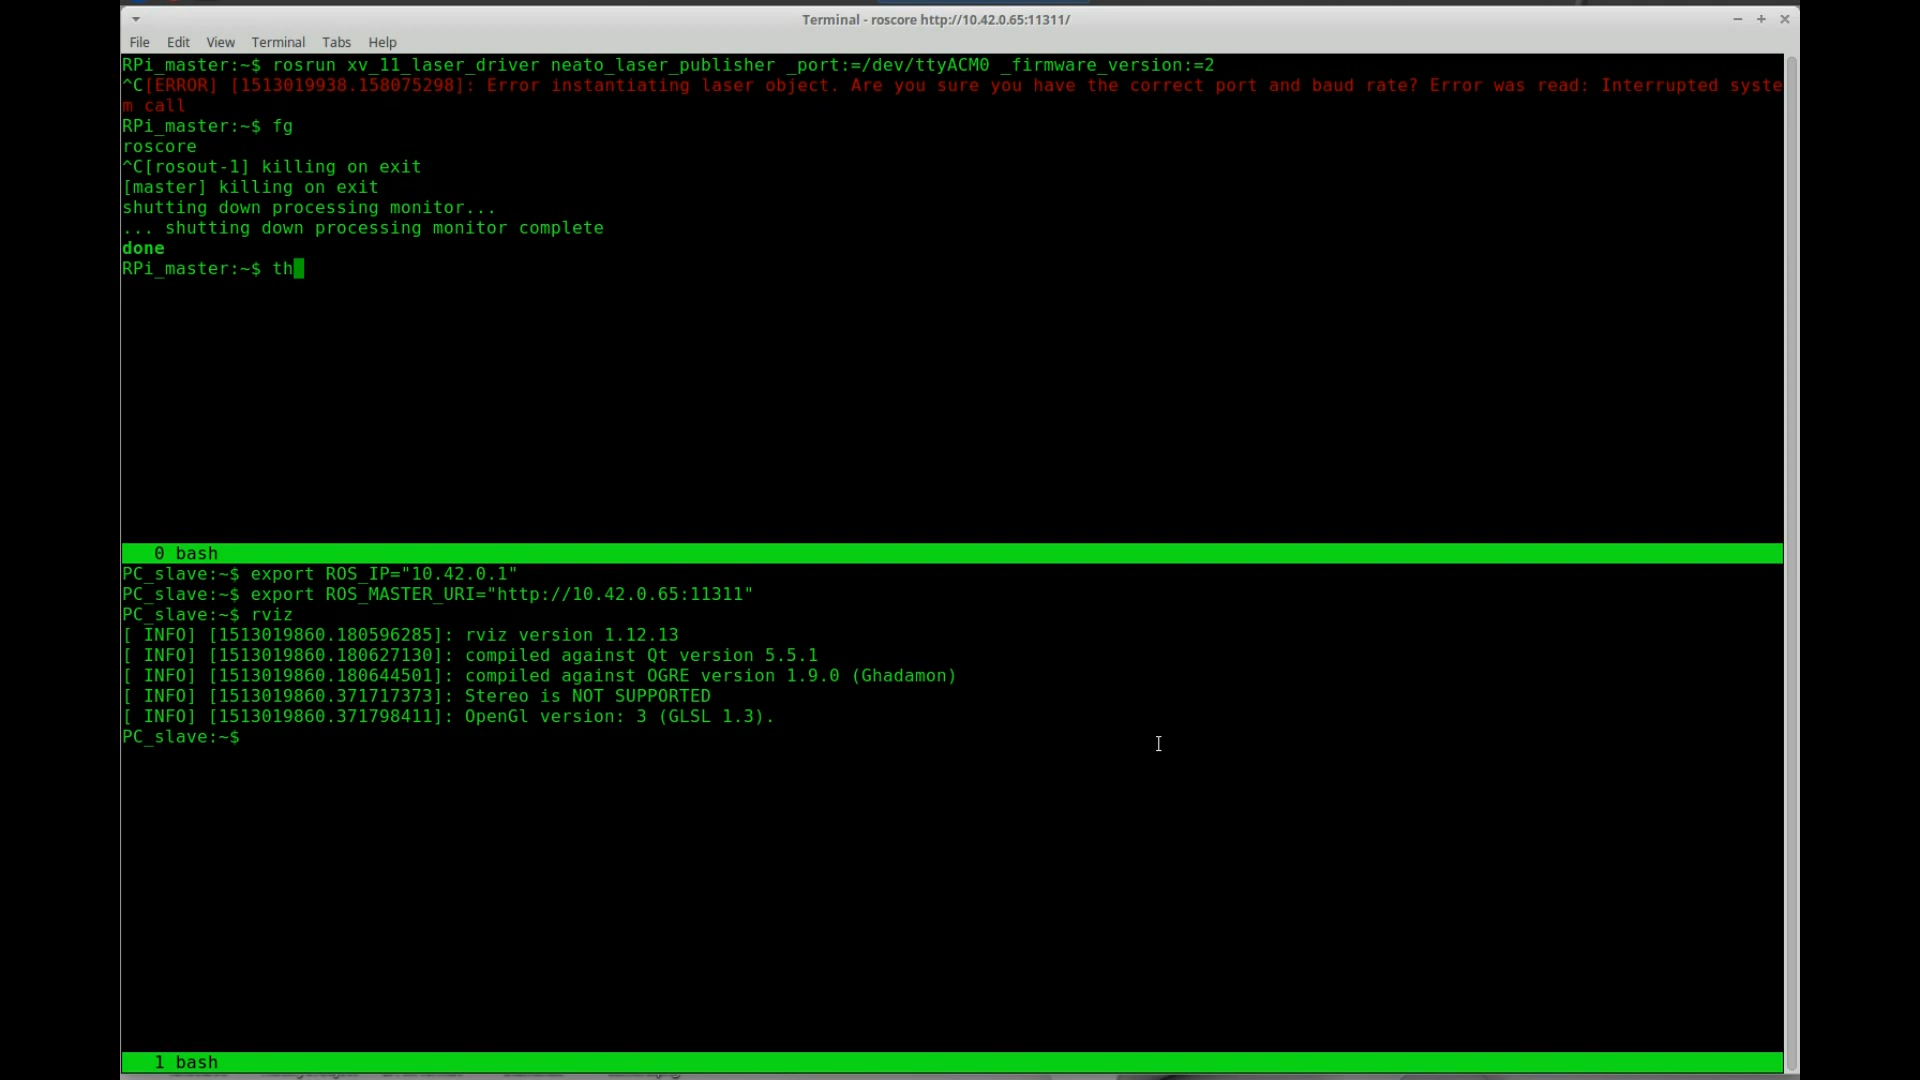 Terminal - roscore http://10.42.0.65:11311/
File Edit View Terminal Tabs Help
RPi_master:~$ rosrun xv_11_laser_driver neato_laser_publisher _port:=/dev/ttyACM0 _firmware_version:=2
^C[ERROR] [1513019938.158075298]: Error instantiating laser object. Are you sure you have the correct port and baud rate? Error was read: Interrupted syste
m call
RPi_master:~$ fg
roscore
^C[rosout-1] killing on exit
[master] killing on exit
shutting down processing monitor...
... shutting down processing monitor complete
done
RPi_master:~$ th
0 bash
PC_slave:~$ export ROS_IP="10.42.0.1"
PC_slave:~$ export ROS_MASTER_URI="http://10.42.0.65:11311"
PC_slave:~$ rviz
[ INFO] [1513019860.180596285]: rviz version 1.12.13
[ INFO] [1513019860.180627130]: compiled against Qt version 5.5.1
[ INFO] [1513019860.180644501]: compiled against OGRE version 1.9.0 (Ghadamon)
[ INFO] [1513019860.371717373]: Stereo is NOT SUPPORTED
[ INFO] [1513019860.371798411]: OpenGl version: 3 (GLSL 1.3).
PC_slave:~$
1 bash